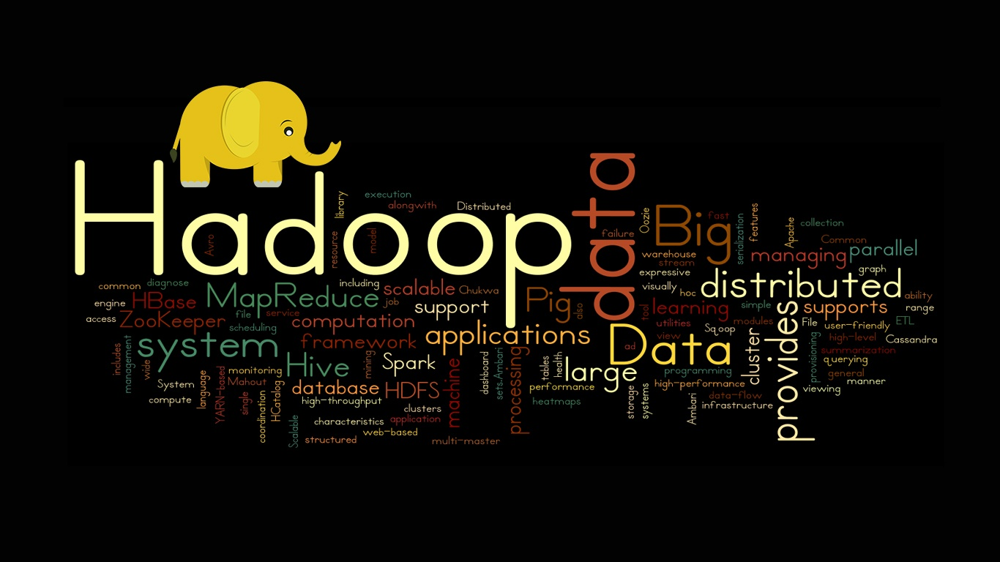 Hadoop
data
execution
library
alongwith
Distributed
Avro
resource
model
failure
Oozie
Big
fast
serialization
features
Apache
collection
Common
managing
parallel
warehouse
stream
expressive
graph
visually
hoc
distributed
ability
common
diagnose
including
scalable
Chukwa
Pig
also
engine
HBase
MapReduce
job
support
tool
learning
simple
supports
range
access
ZooKeeper
file
service
scheduling
computation
utilities
modules
File
user-friendly
ETL
system
framework
applications
ad
view
Sqoop
Data
cluster
provides
high-level
Cassandra
includes
management
wide
Hive
mining
Spark
machine
dashboard
sets.Ambari
processing
tables
health
large
programming
provisioning
summarization
querying
general
manner
viewing
System
language
YARN-based
monitoring
Mahout
single
coordination
HCatalog
database
HDFS
performance
high-performance
compute
high-throughput
clusters
heatmaps
storage
systems
Ambari
data-flow
infrastructure
Scalable
characteristics
application
web-based
structured
multi-master